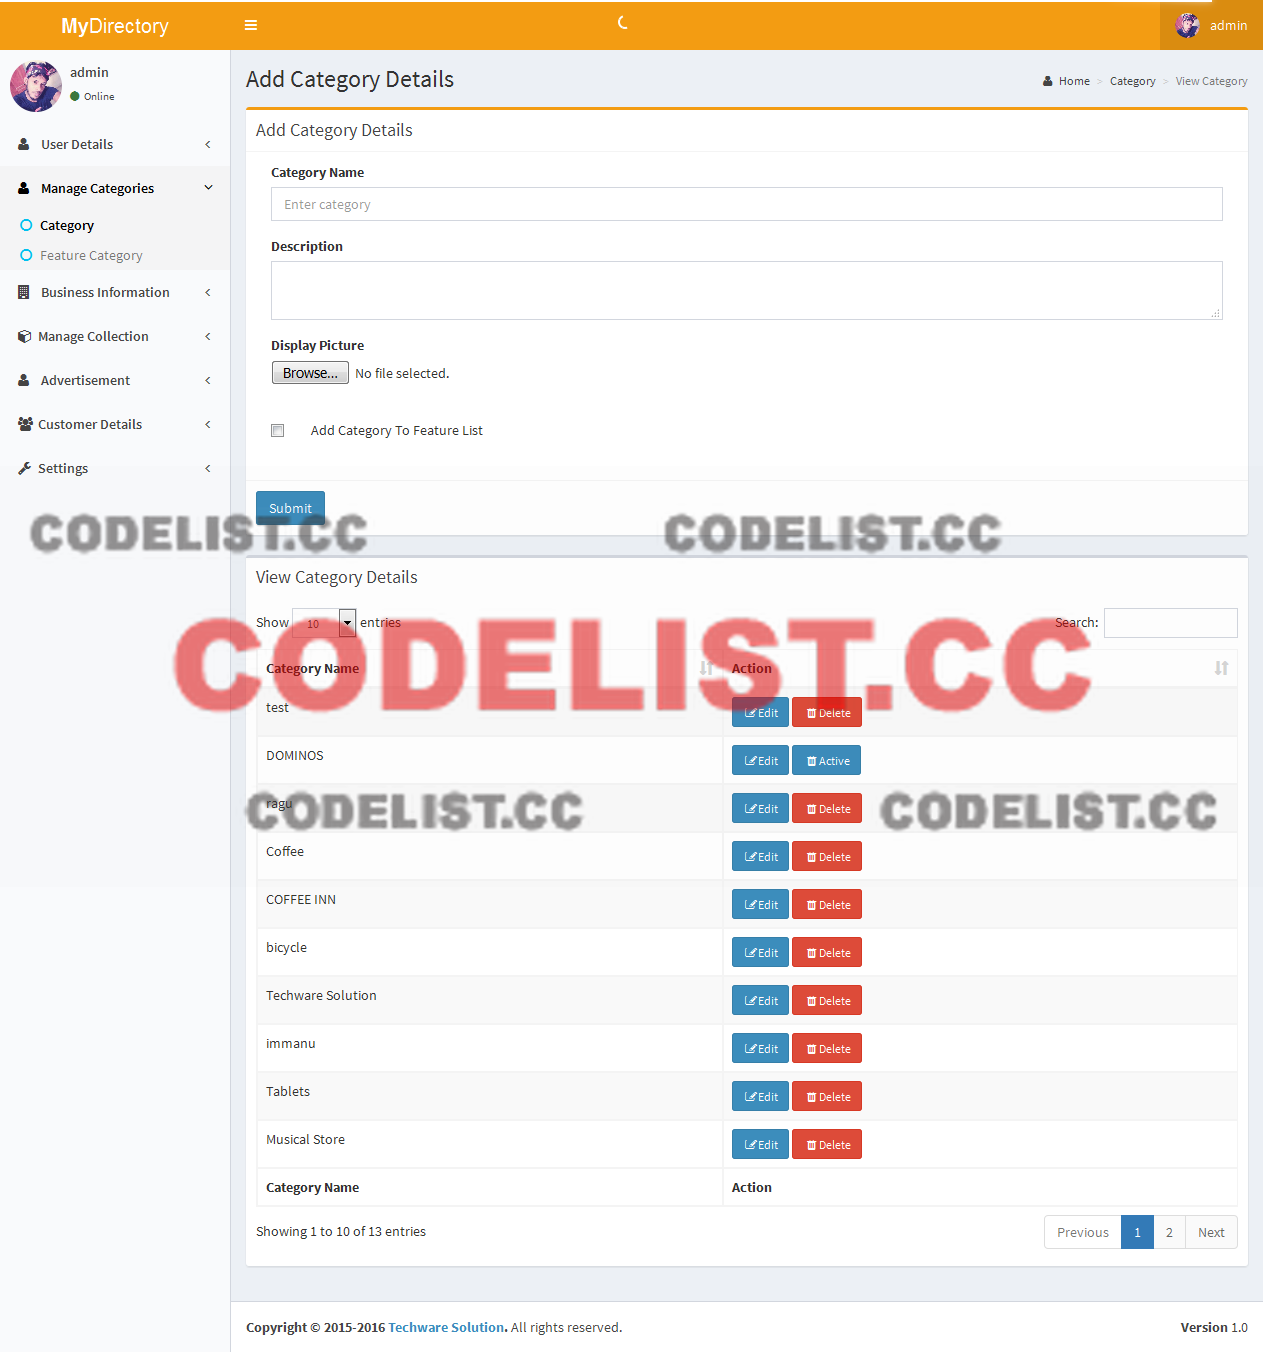 MyDirectory
admin
admin
Online
User Details
Manage Categories
Category
Feature Category
Business Information
Manage Collection
Advertisement
Customer Details
Settings
Add Category Details
Home > Category > View Category
Add Category Details
Category Name
Enter category
Description
Display Picture
Browse... No file selected.
Add Category To Feature List
Submit
CODELIST.CC CODELIST.CC
View Category Details
Show 10 entries Search:
CODELIST.CC
Category Name Action
test Edit Delete
DOMINOS Edit Active
ragu Edit Delete
CODELIST.CC CODELIST.CC
Coffee Edit Delete
COFFEE INN Edit Delete
bicycle Edit Delete
Techware Solution Edit Delete
immanu Edit Delete
Tablets Edit Delete
Musical Store Edit Delete
Category Name Action
Showing 1 to 10 of 13 entries Previous 1 2 Next
Copyright © 2015-2016 Techware Solution. All rights reserved. Version 1.0